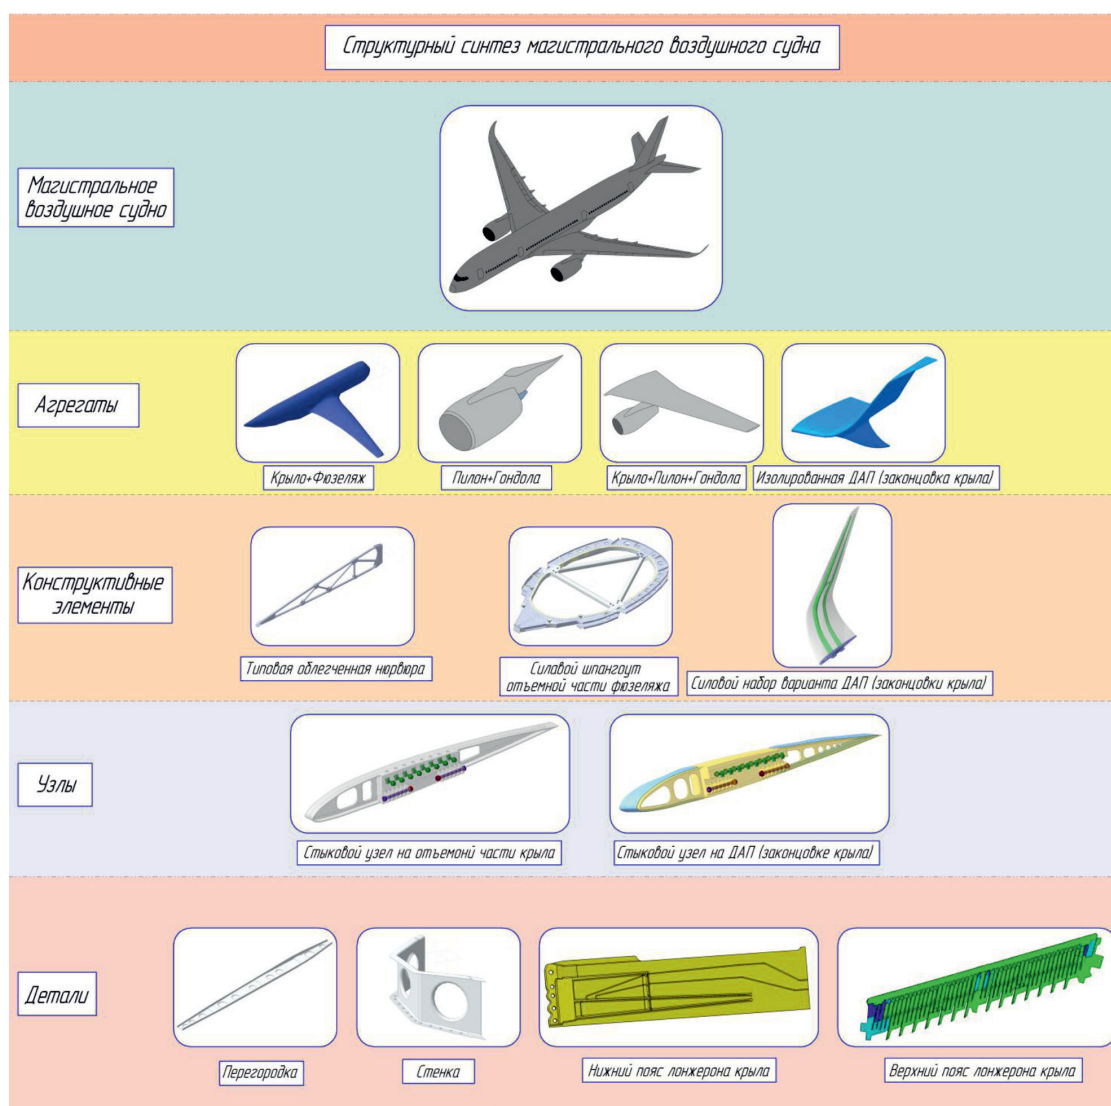 Структурный синтез магистрального воздушного судна
Магистральное
воздушное судно
Агрегаты
Крыло+Фюзеляж
Пилон+Гондола
Крыло+Пилон+Гондола
Изолированная ДАП (законцовка крыла)
Конструктивные
элементы
Типовая облегченная нюрвюра
Силавой шпангоут
отъемной части фюзеляжа
Силовой набор варианта ДАП (законцовки крыла)
Узлы
Стыковой узел на отъемонй части крыла
Стыковой узел на ДАП (законцовке крыла)
Детали
Перегородка
Стенка
Нижний пояс лонжерона крыла
Верхний пояс лонжерона крыла